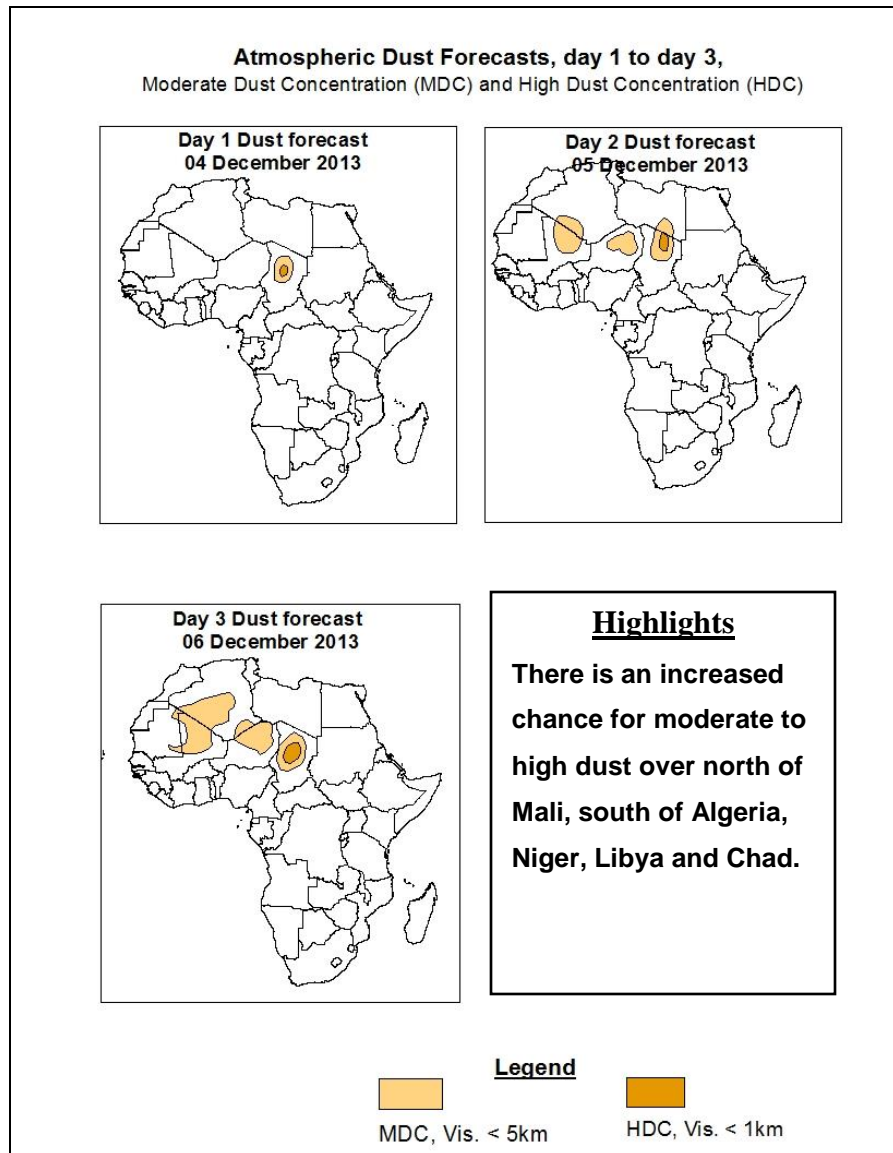 Atmospheric Dust Forecasts, day 1 to day 3,
Moderate Dust Concentration (MDC) and High Dust Concentration (HDC)
Day 1 Dust forecast
04 December 2013
Day 2 Dust forecast
05 December 2013
Day 3 Dust forecast
06 December 2013
Highlights
There is an increased
chance for moderate to
high dust over north of
Mali, south of Algeria,
Niger, Libya and Chad.
Legend
MDC, Vis. < 5km
HDC, Vis. < 1km